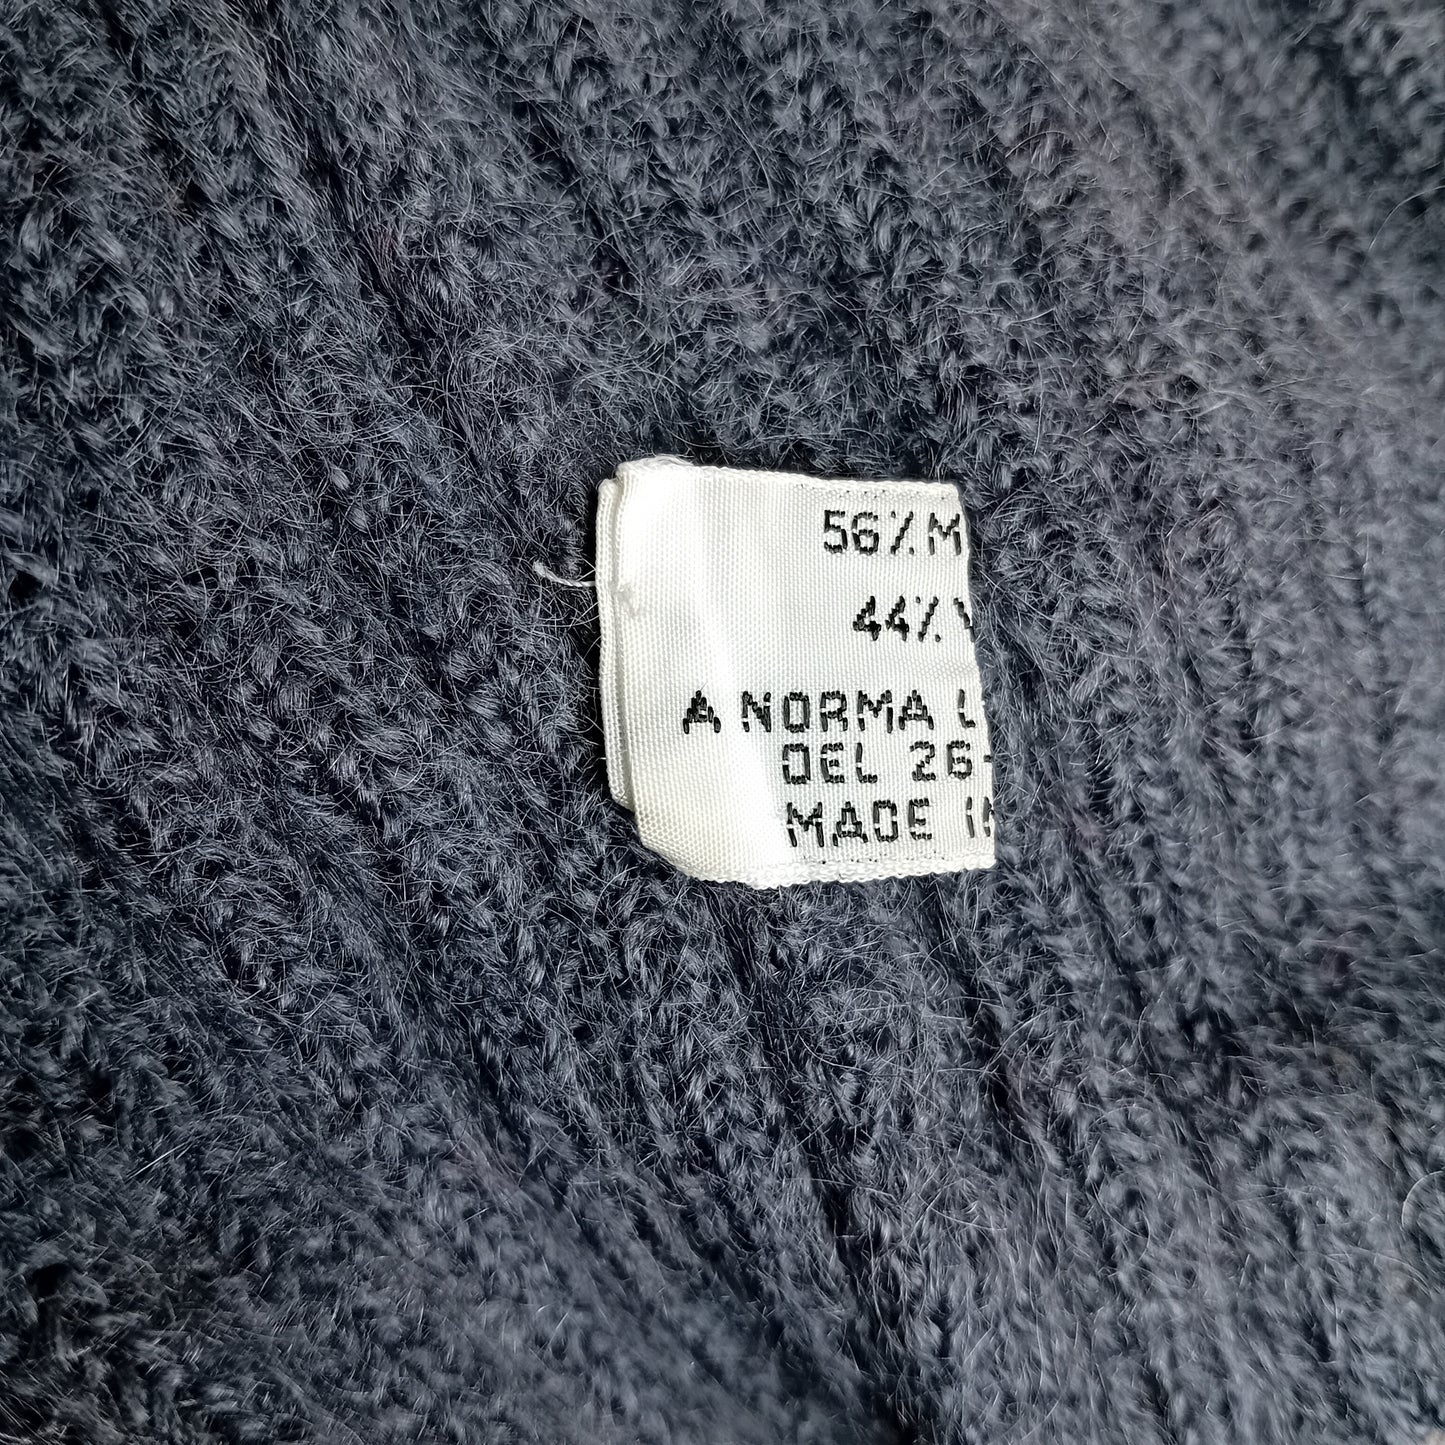 56% M
44%
A NORMA L
DEL 26-
MADE IN